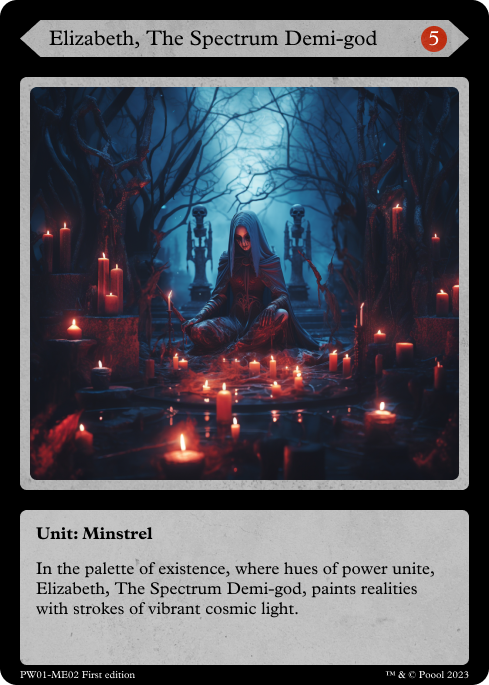 Elizabeth, The Spectrum Demi-god
5
Unit: Minstrel
In the palette of existence, where hues of power unite,
Elizabeth, The Spectrum Demi-god, paints realities
with strokes of vibrant cosmic light.
PW01-ME02 First edition
™ & © Poool 2023